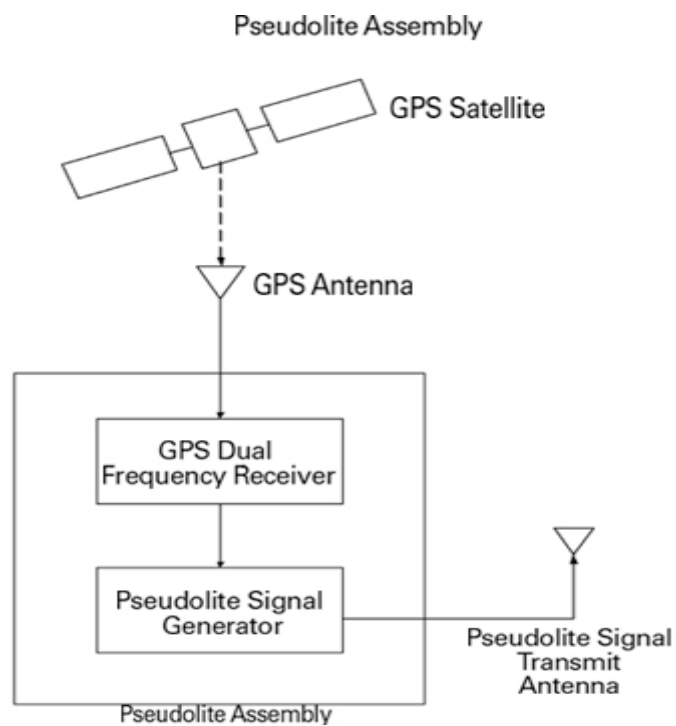 Pseudolite Assembly
GPS Satellite
GPS Antenna
GPS Dual
Frequency Receiver
Pseudolite Signal
Generator
Pseudolite Signal
Transmit
Antenna
Pseudolite Assembly